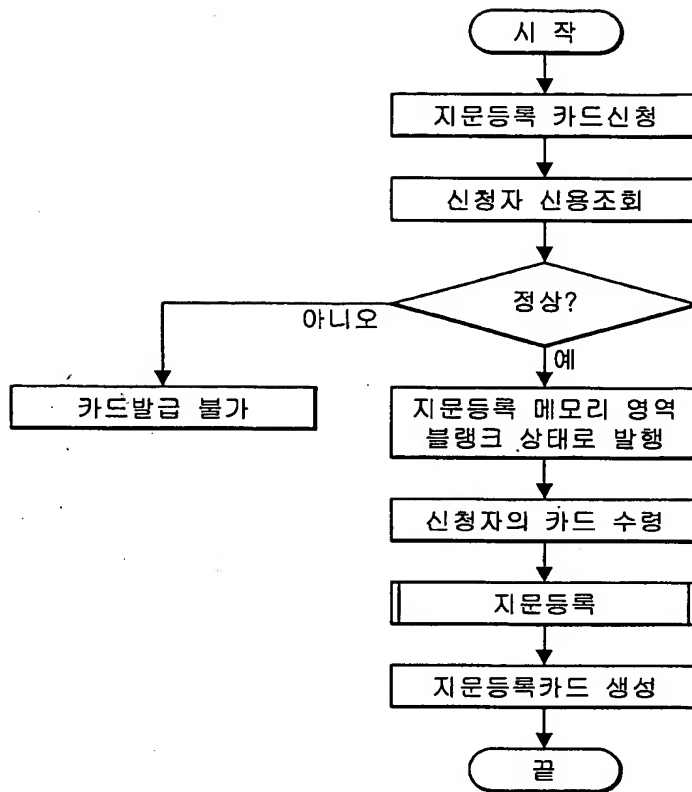 시 작
지문등록 카드신청
신청자 신용조회
정상?
아니오
예
카드발급 불가
지문등록 메모리 영역
블랭크 상태로 발행
신청자의 카드 수령
지문등록
지문등록카드 생성
끝